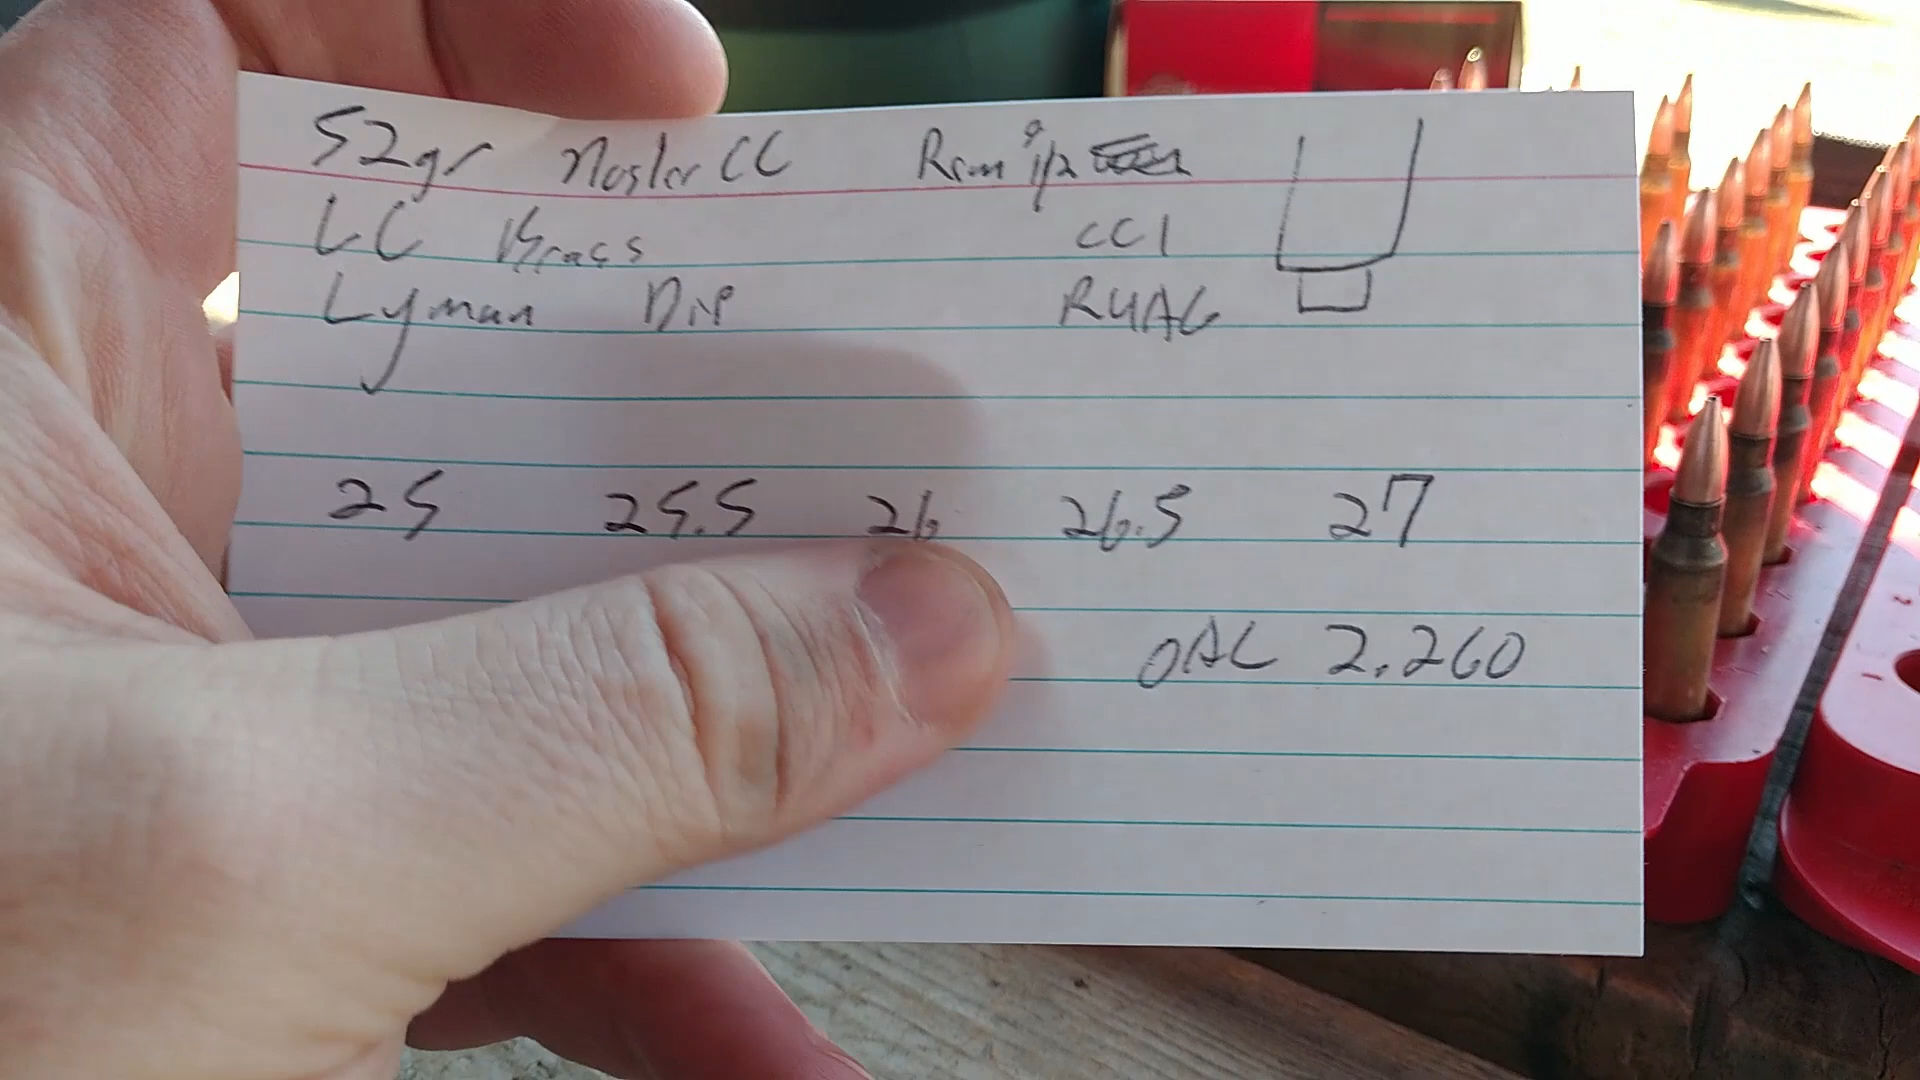 52gr Nosler CC Rem 9 1/2
LC Brass CCI
Lyman Die RUAG
25 25.5 26 26.5 27
OAL 2.260